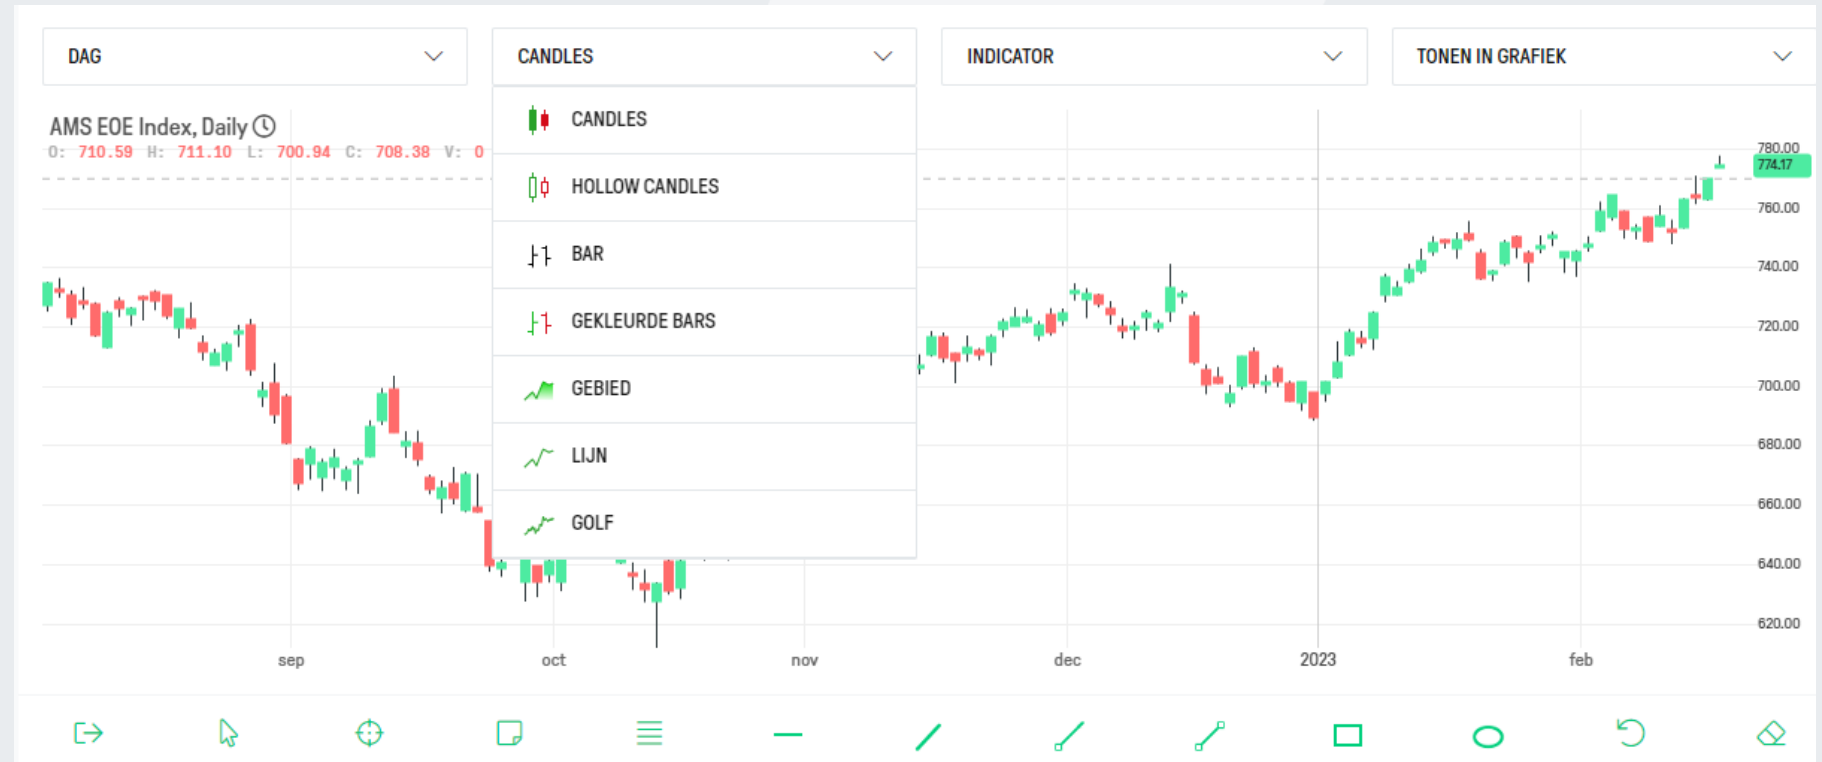 DAG
CANDLES
INDICATOR
TONEN IN GRAFIEK
AMS EOE Index, Daily
O: 710.59 H: 711.10 L: 700.94 C: 708.38 V: 0
CANDLES
HOLLOW CANDLES
BAR
GEKLEURDE BARS
GEBIED
LIJN
GOLF
780.00
774.17
760.00
740.00
720.00
700.00
680.00
660.00
640.00
620.00
sep oct nov dec 2023 feb